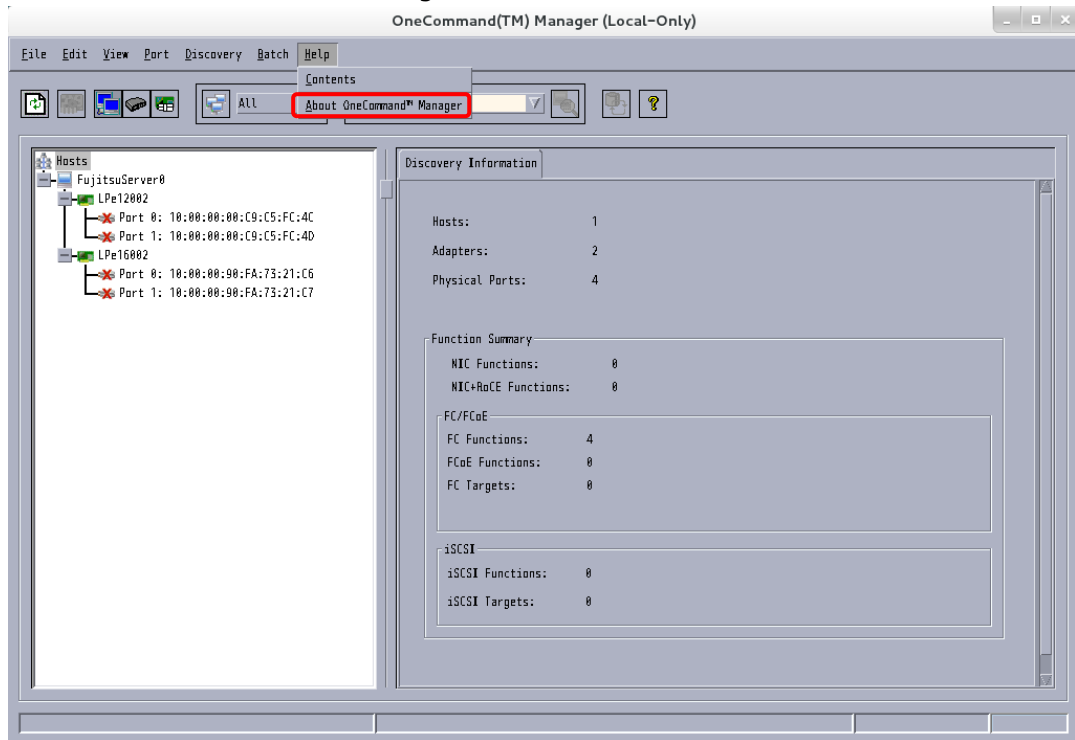 OneCommand(TM) Manager (Local-Only)
File Edit View Port Discovery Batch Help
Contents
About OneCommand™ Manager
All
Hosts
FujitsuServer0
LPe12002
Port 0: 10:00:00:00:C9:C5:FC:4C
Port 1: 10:00:00:00:C9:C5:FC:4D
LPe16002
Port 0: 10:00:00:90:FA:73:21:C6
Port 1: 10:00:00:90:FA:73:21:C7
Discovery Information
Hosts: 1
Adapters: 2
Physical Ports: 4
Function Summary
NIC Functions: 0
NIC+RoCE Functions: 0
FC/FCoE
FC Functions: 4
FCoE Functions: 0
FC Targets: 0
iSCSI
iSCSI Functions: 0
iSCSI Targets: 0